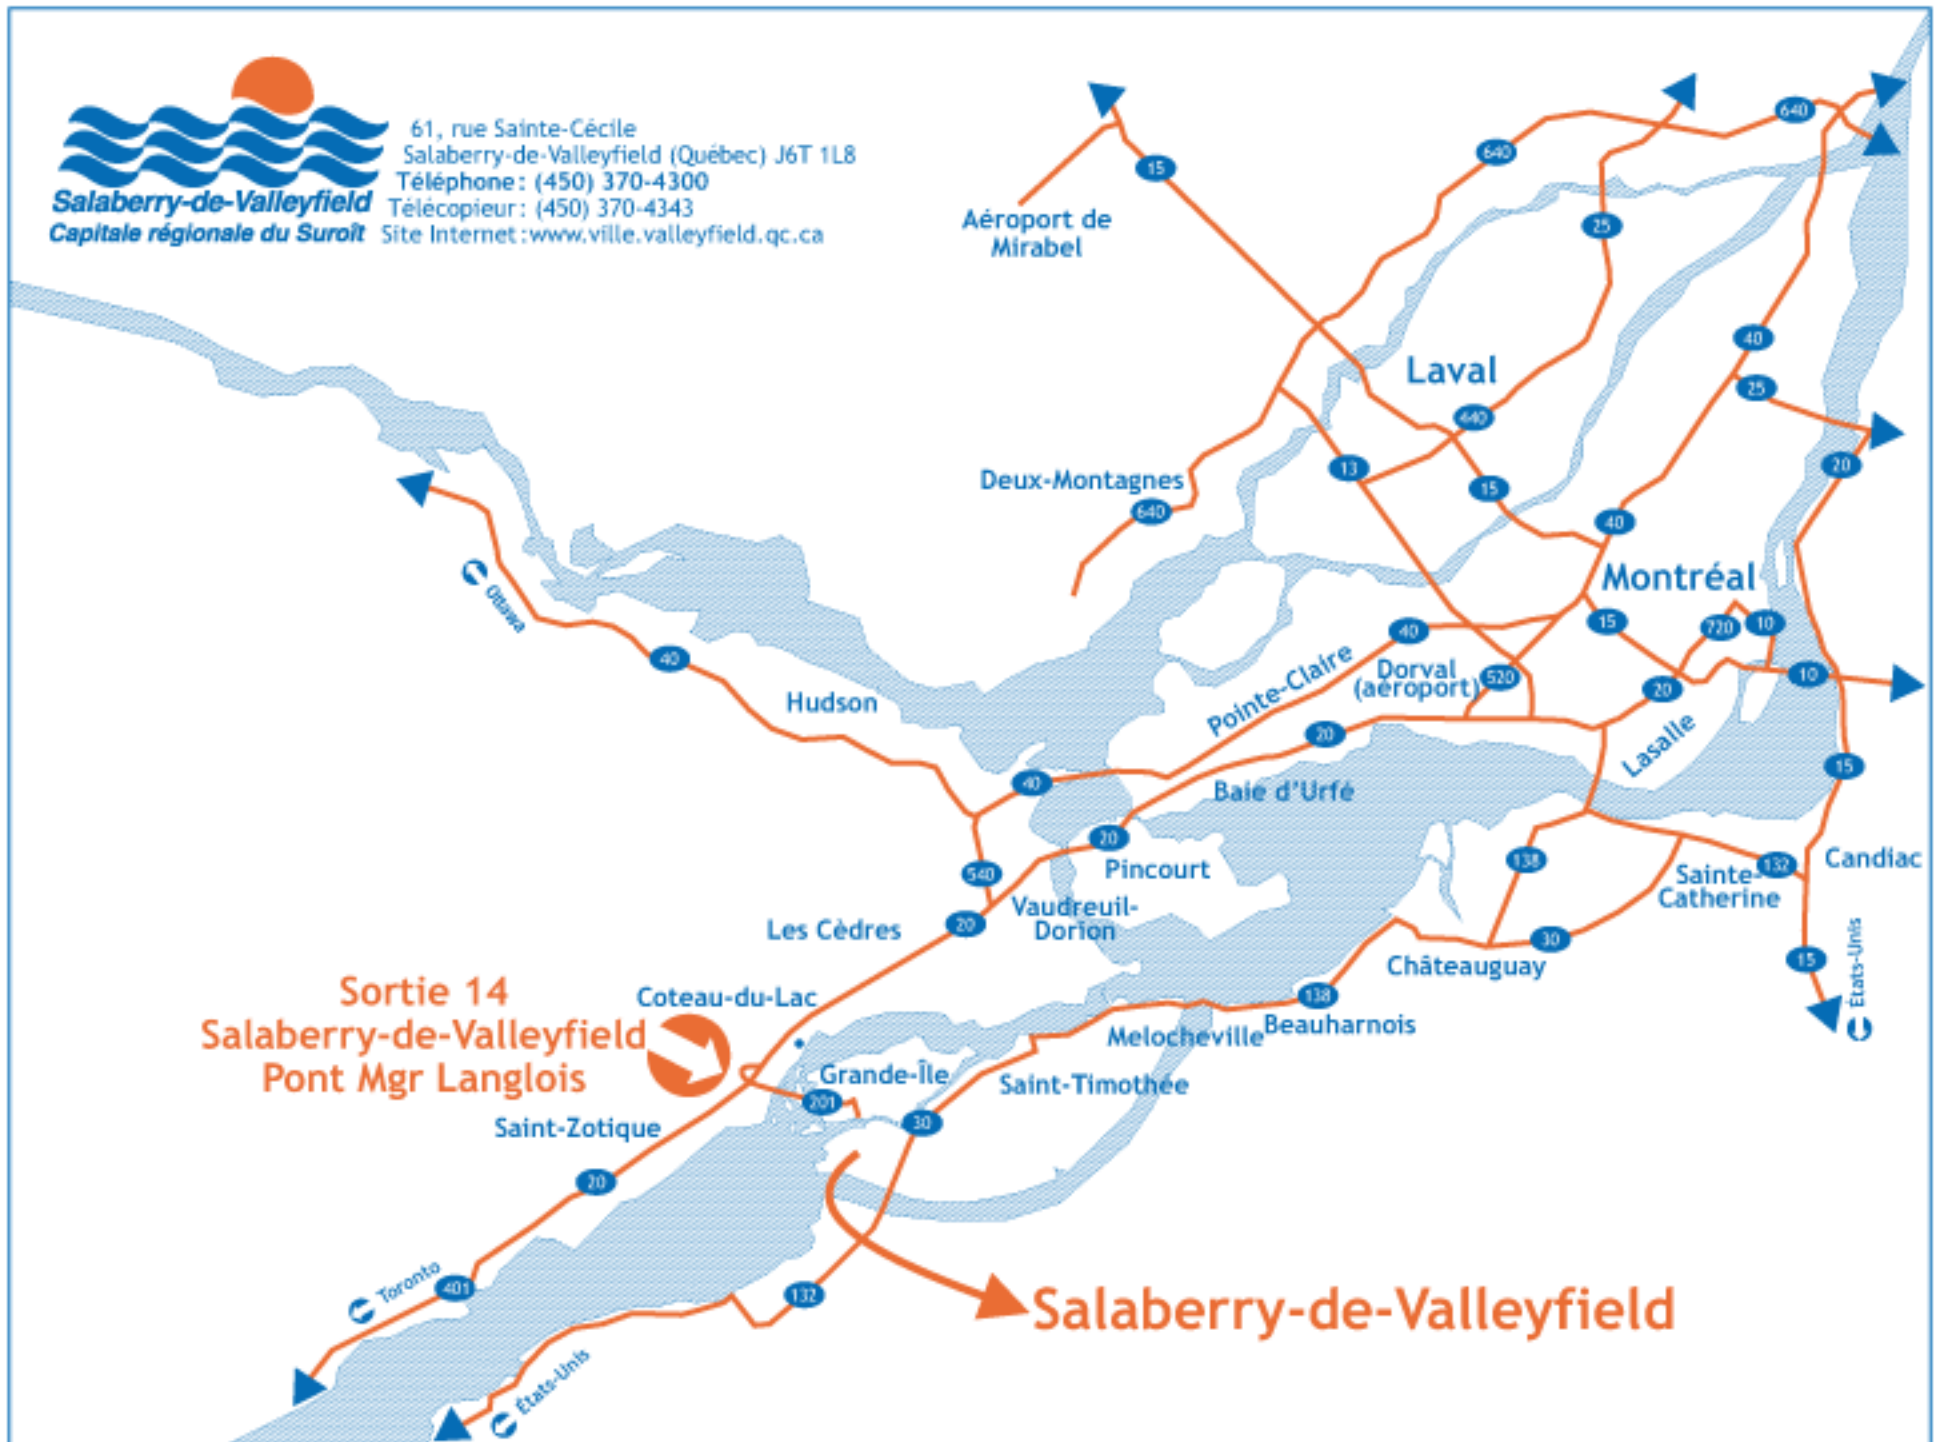 61, rue Sainte-Cécile
Salaberry-de-Valleyfield (Québec) J6T 1L8
Téléphone: (450) 370-4300
Télécopieur: (450) 370-4343
Site Internet:www.ville.valleyfield.qc.ca
Salaberry-de-Valleyfield
Capitale régionale du Suroît
640
640
15
Aéroport de
Mirabel
25
40
Laval
25
440
13
15
20
Deux-Montagnes
640
40
Montréal
Ottawa
40
Hudson
40
15
720
10
Pointe-Claire
Dorval
(aéroport)
520
20
10
20
Lasalle
15
40
Baie d'Urfé
20
Pincourt
540
138
132
Candiac
Sainte-
Catherine
Les Cèdres
20
Vaudreuil-
Dorion
30
Châteauguay
15
États-Unis
Sortie 14
Salaberry-de-Valleyfield
Pont Mgr Langlois
Coteau-du-Lac
138
Beauharnois
Melocheville
Grande-Île
Saint-Timothée
201
30
Saint-Zotique
20
Toronto
401
132
Salaberry-de-Valleyfield
États-Unis